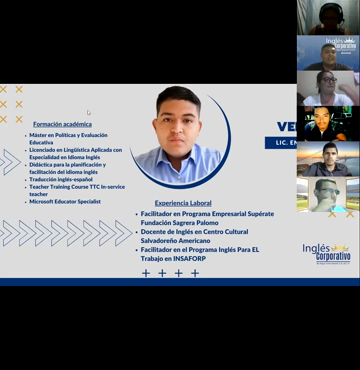 Formación académica
Máster en Políticas y Evaluación
Educativa
Licenciado en Lingüística Aplicada con
Especialidad en Idioma Inglés
Didáctica para la planificación y
facilitación del idioma inglés
Traducción inglés-español
Teacher Training Course TTC In-service
teacher
Microsoft Educator Specialist
Experiencia Laboral
Facilitador en Programa Empresarial Supérate
Fundación Sagrera Palomo
Docente de Inglés en Centro Cultural
Salvadoreño Americano
Facilitador en el Programa Inglés Para EL
Trabajo en INSAFORP
VE
LIC. EN
Inglés
Corporativo
Inglés
Corporativo